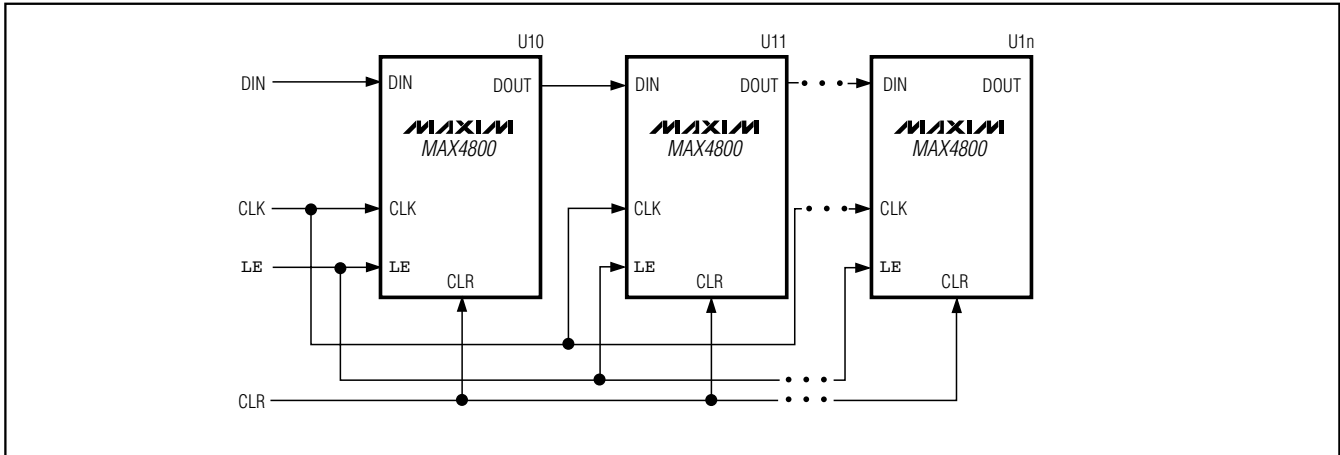 U10
U11
U1n
DIN
DIN
DOUT
DIN
DOUT
DIN
DOUT
MAXIM
MAX4800
MAXIM
MAX4800
MAXIM
MAX4800
CLK
CLK
CLK
CLK
LE
LE
LE
LE
CLR
CLR
CLR
CLR